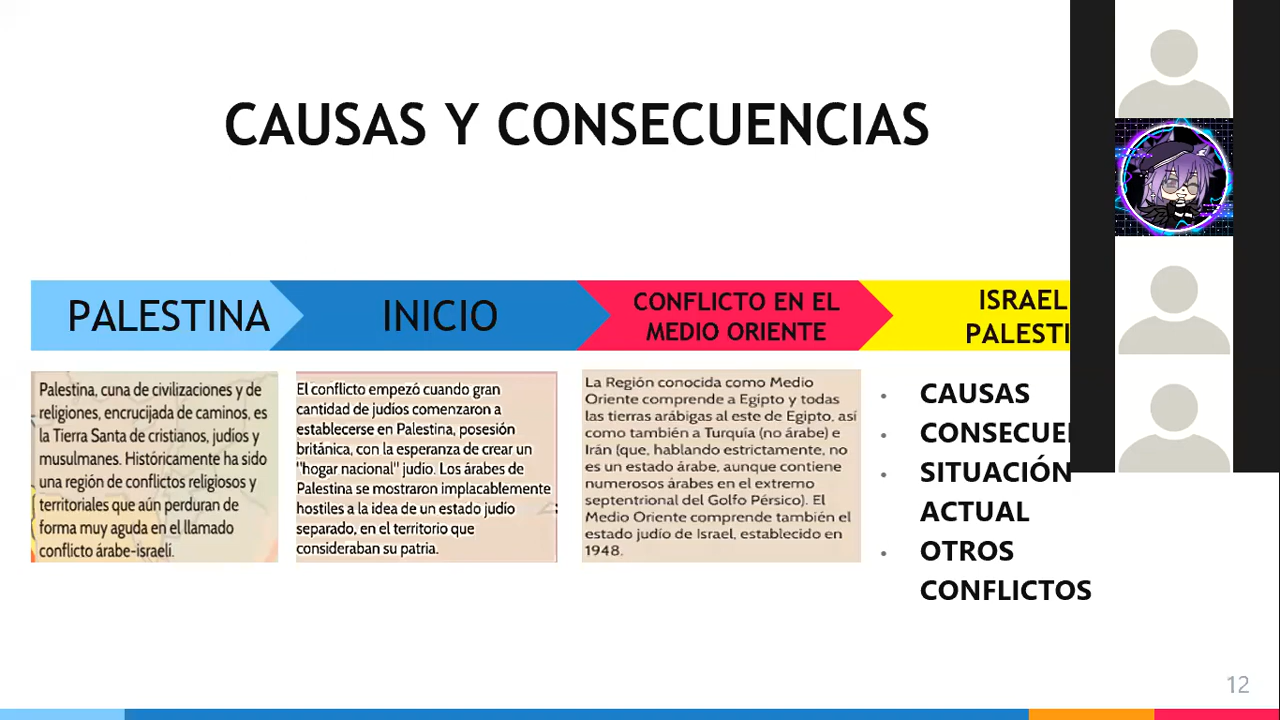 CAUSAS Y CONSECUENCIAS
PALESTINA
INICIO
CONFLICTO EN EL
MEDIO ORIENTE
ISRAEL
PALESTI
Palestina, cuna de civilizaciones y de
religiones, encrucijada de caminos, es
la Tierra Santa de cristianos, judíos y
musulmanes. Históricamente ha sido
una región de conflictos religiosos y
territoriales que aún perduran de
forma muy aguda en el llamado
conflicto árabe-israelí.
El conflicto empezó cuando gran
cantidad de judíos comenzaron a
establecerse en Palestina, posesión
británica, con la esperanza de crear un
"hogar nacional" judio. Los árabes de
Palestina se mostraron implacablemente
hostiles a la idea de un estado judío
separado, en el territorio que
consideraban su patria.
La Región conocida como Medio
Oriente comprende a Egipto y todas
las tierras arábigas al este de Egipto, así
como también a Turquía (no árabe) e
Irán (que, hablando estrictamente, no
es un estado árabe, aunque contiene
numerosos árabes en el extremo
septentrional del Golfo Pérsico). El
Medio Oriente comprende también el
estado judío de Israel, establecido en
1948.
• CAUSAS
• CONSECUE
• SITUACIÓN
ACTUAL
• OTROS
CONFLICTOS
12